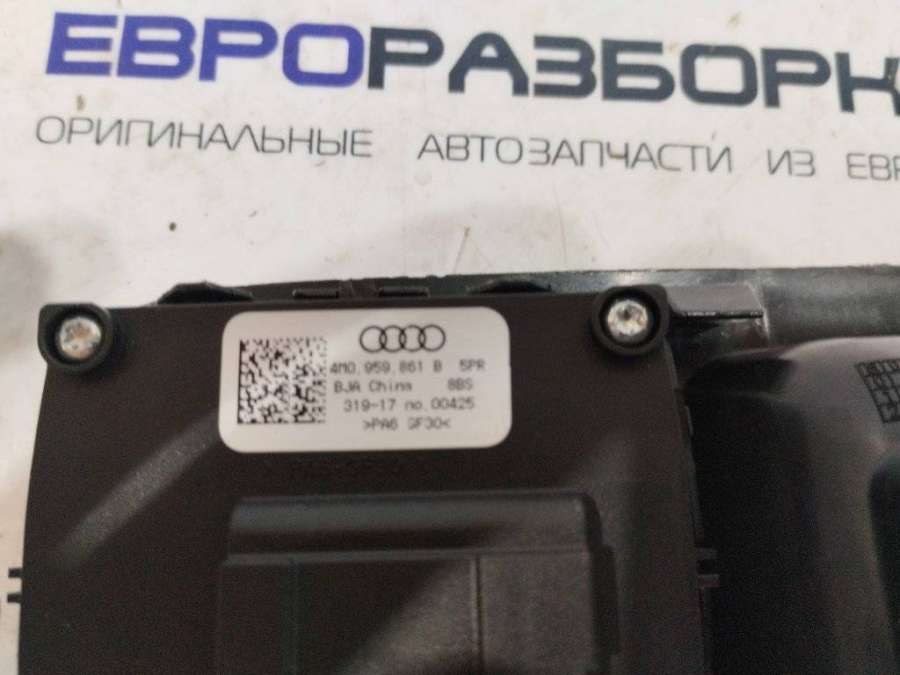 ЕВРОРАЗБОРК
ОРИГИНАЛЬНЫЕ АВТОЗАПЧАСТИ ИЗ ЕВР
4M0.959.861 B 5PR
BJA China 8BS
319-17 no.00425
>PA6 GF30<